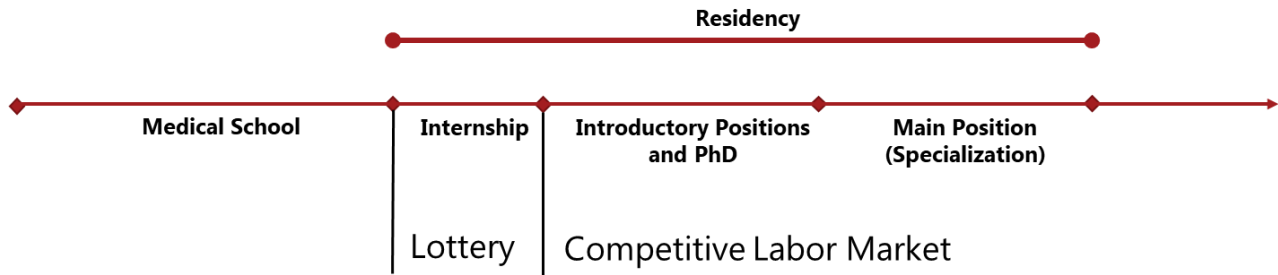 Residency
Medical School
Internship
Introductory Positions
and PhD
Main Position
(Specialization)
Lottery
Competitive Labor Market